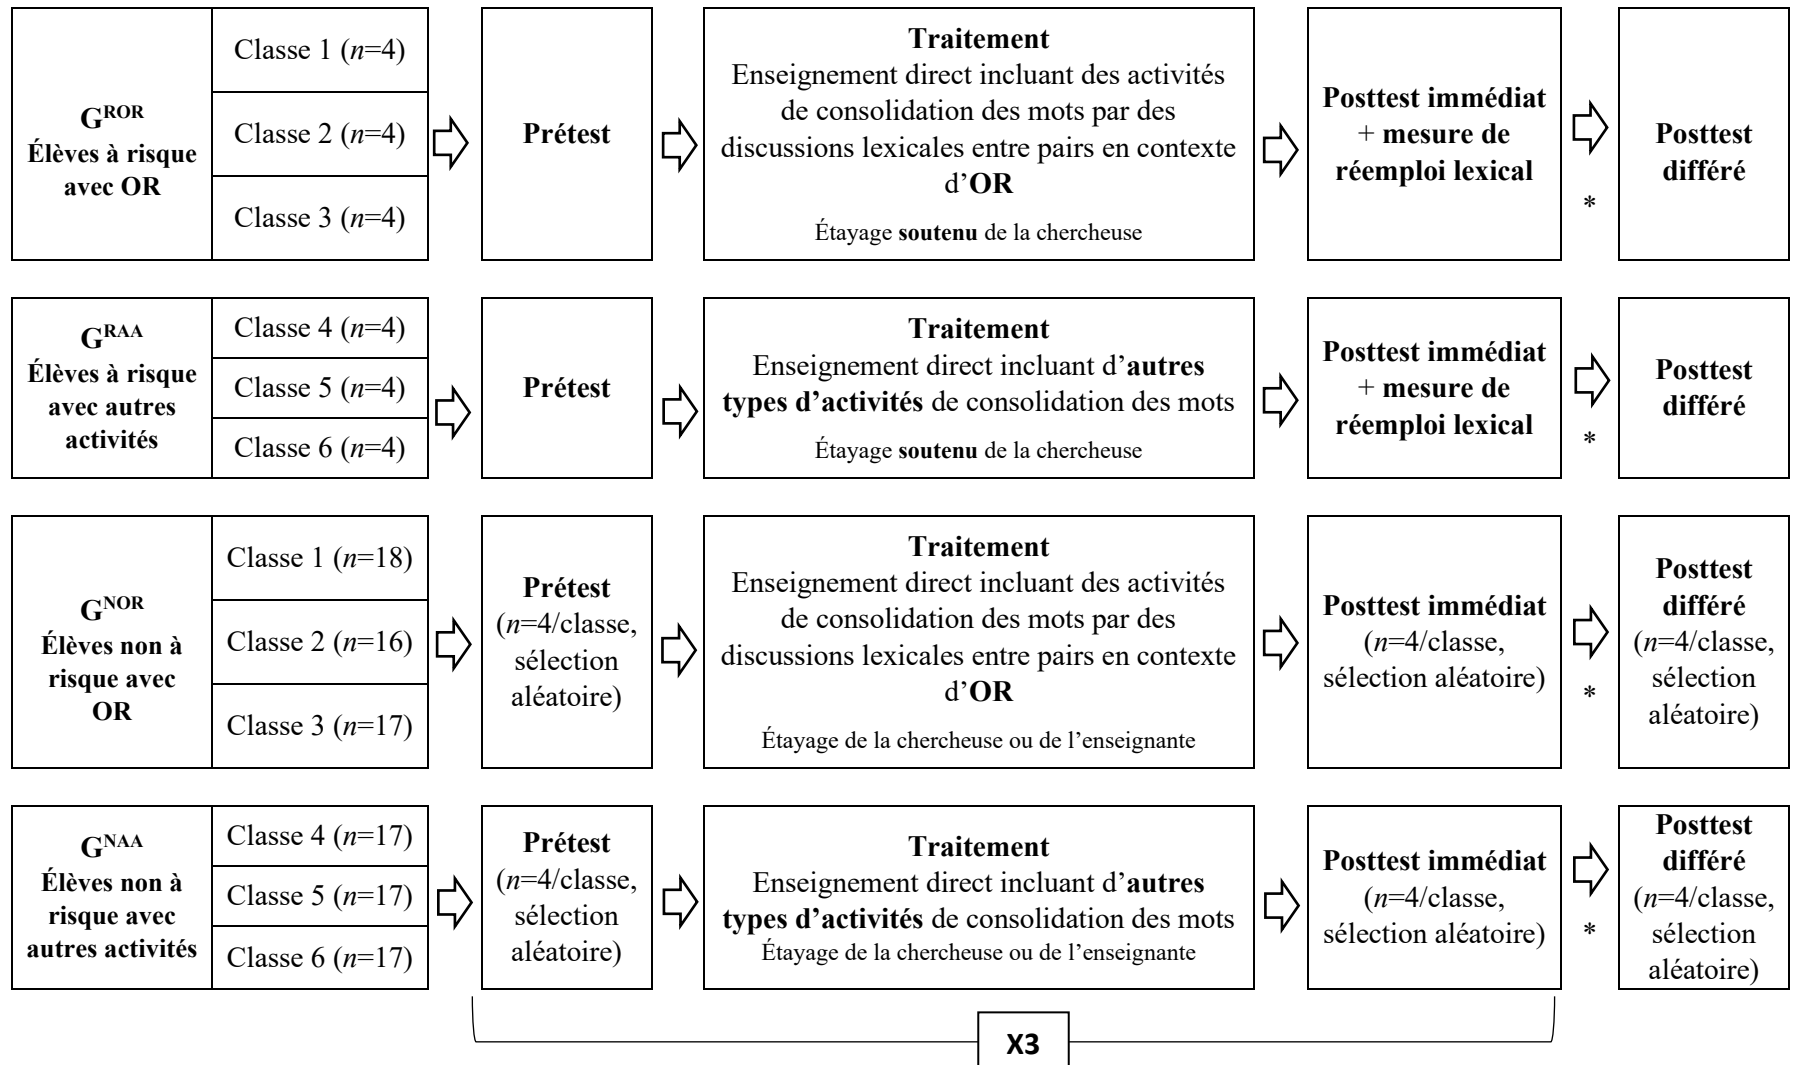 G^ROR
Élèves à risque
avec OR
Classe 1 (n=4)
Classe 2 (n=4)
Classe 3 (n=4)
Prétest
Traitement
Enseignement direct incluant des activités
de consolidation des mots par des
discussions lexicales entre pairs en contexte
d’OR
Étayage soutenu de la chercheuse
Posttest immédiat
+ mesure de
réemploi lexical
*
Posttest
différé
G^RAA
Élèves à risque
avec autres
activités
Classe 4 (n=4)
Classe 5 (n=4)
Classe 6 (n=4)
Prétest
Traitement
Enseignement direct incluant d’autres
types d’activités de consolidation des mots
Étayage soutenu de la chercheuse
Posttest immédiat
+ mesure de
réemploi lexical
*
Posttest
différé
G^NOR
Élèves non à
risque avec
OR
Classe 1 (n=18)
Classe 2 (n=16)
Classe 3 (n=17)
Prétest
(n=4/classe,
sélection
aléatoire)
Traitement
Enseignement direct incluant des activités
de consolidation des mots par des
discussions lexicales entre pairs en contexte
d’OR
Étayage de la chercheuse ou de l’enseignante
Posttest immédiat
(n=4/classe,
sélection aléatoire)
*
Posttest
différé
(n=4/classe,
sélection
aléatoire)
G^NAA
Élèves non à
risque avec
autres activités
Classe 4 (n=17)
Classe 5 (n=17)
Classe 6 (n=17)
Prétest
(n=4/classe,
sélection
aléatoire)
Traitement
Enseignement direct incluant d’autres
types d’activités de consolidation des mots
Étayage de la chercheuse ou de l’enseignante
Posttest immédiat
(n=4/classe,
sélection aléatoire)
*
Posttest
différé
(n=4/classe,
sélection
aléatoire)
X3